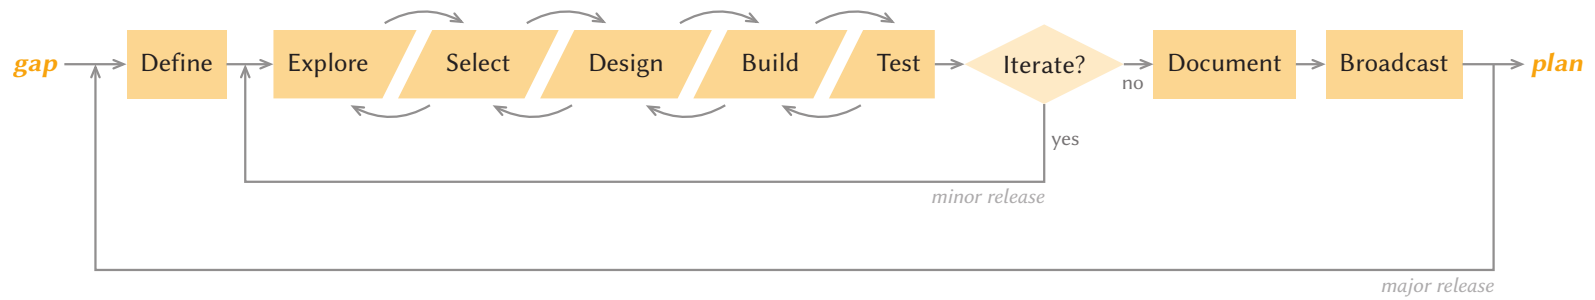 gap
Define
Explore
Select
Design
Build
Test
Iterate?
no
Document
Broadcast
plan
yes
minor release
major release